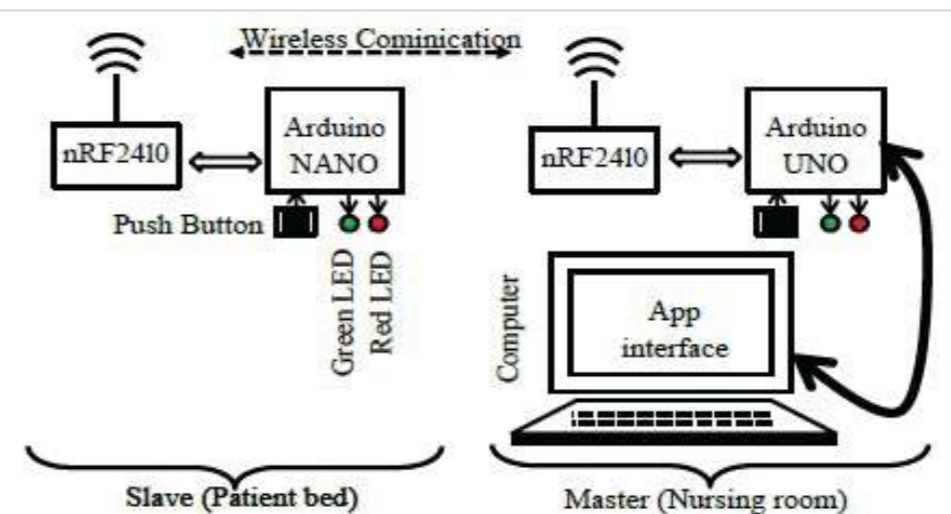 Wireless Cominication
nRF2410
Arduino
NANO
Push Button
Green LED
Red LED
Slave (Patient bed)
nRF2410
Arduino
UNO
Computer
App
interface
Master (Nursing room)